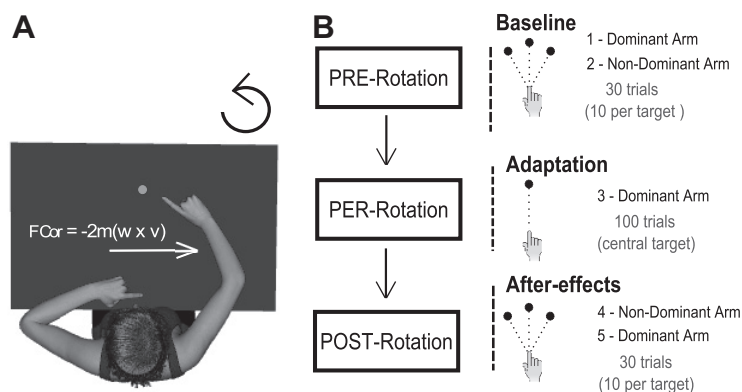 A
FCor = -2m(w x v)
B
PRE-Rotation
PER-Rotation
POST-Rotation
Baseline
1 - Dominant Arm
2 - Non-Dominant Arm
30 trials
(10 per target )
Adaptation
3 - Dominant Arm
100 trials
(central target)
After-effects
4 - Non-Dominant Arm
5 - Dominant Arm
30 trials
(10 per target)